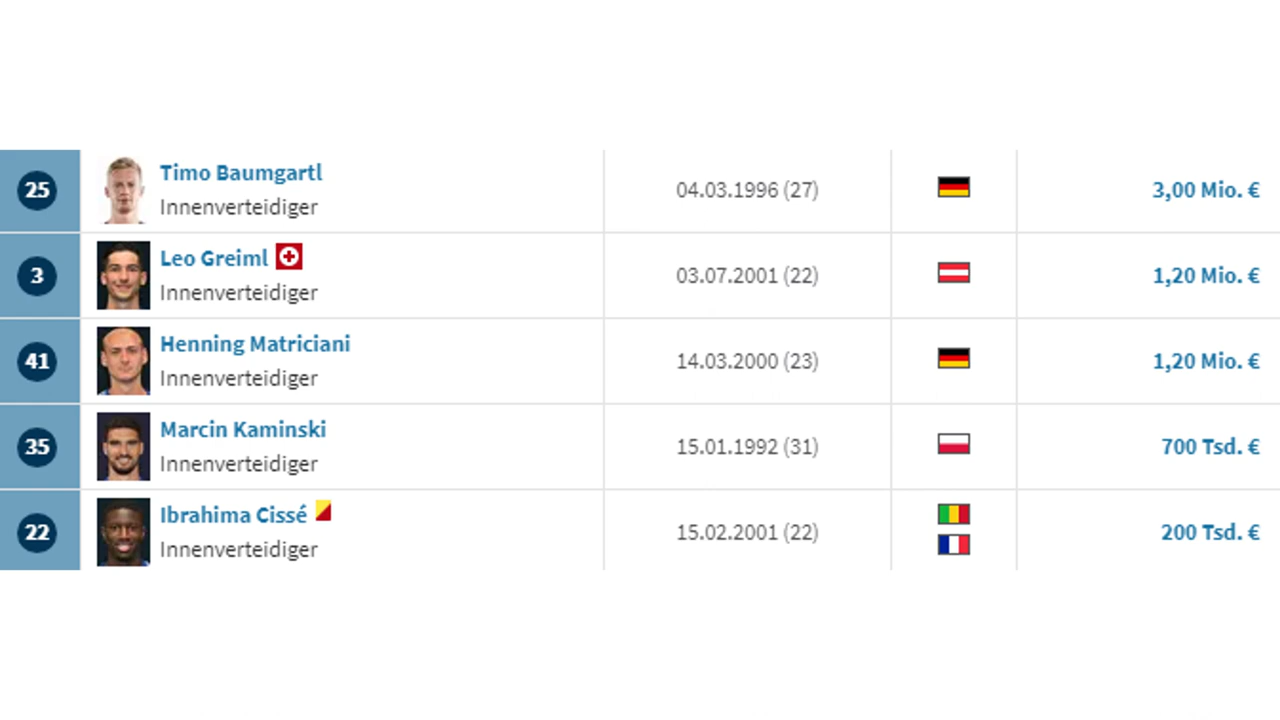 25
Timo Baumgartl
Innenverteidiger
04.03.1996 (27)
3,00 Mio. €
3
Leo Greiml
Innenverteidiger
03.07.2001 (22)
1,20 Mio. €
41
Henning Matriciani
Innenverteidiger
14.03.2000 (23)
1,20 Mio. €
35
Marcin Kaminski
Innenverteidiger
15.01.1992 (31)
700 Tsd. €
22
Ibrahima Cissé
Innenverteidiger
15.02.2001 (22)
200 Tsd. €